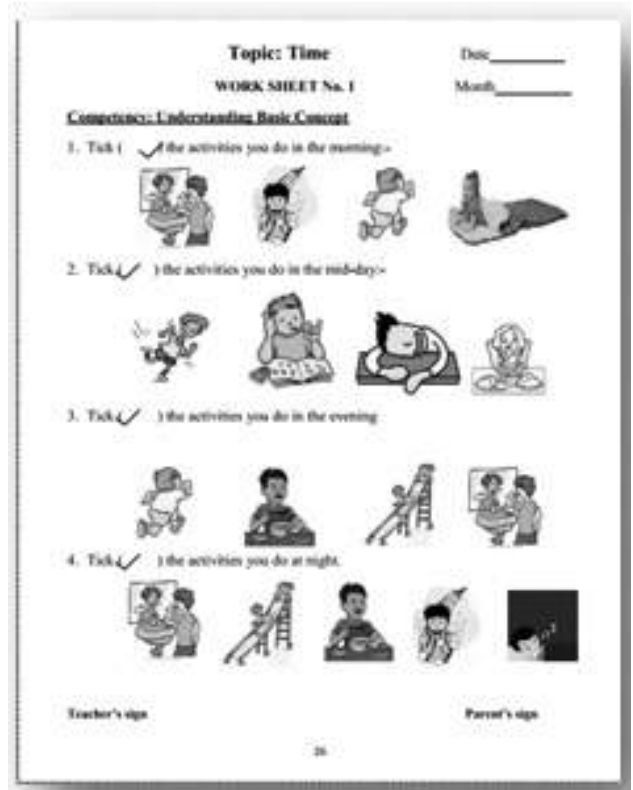 Topic: Time
Date
WORK SHEET No. 1
Month
Competency: Understanding Basic Concept
1. Tick ( ) the activities you do in the morning:-
2. Tick ( ) the activities you do in the mid-day:-
3. Tick ( ) the activities you do in the evening
4. Tick ( ) the activities you do at night.
Teacher's sign
Parent's sign
26